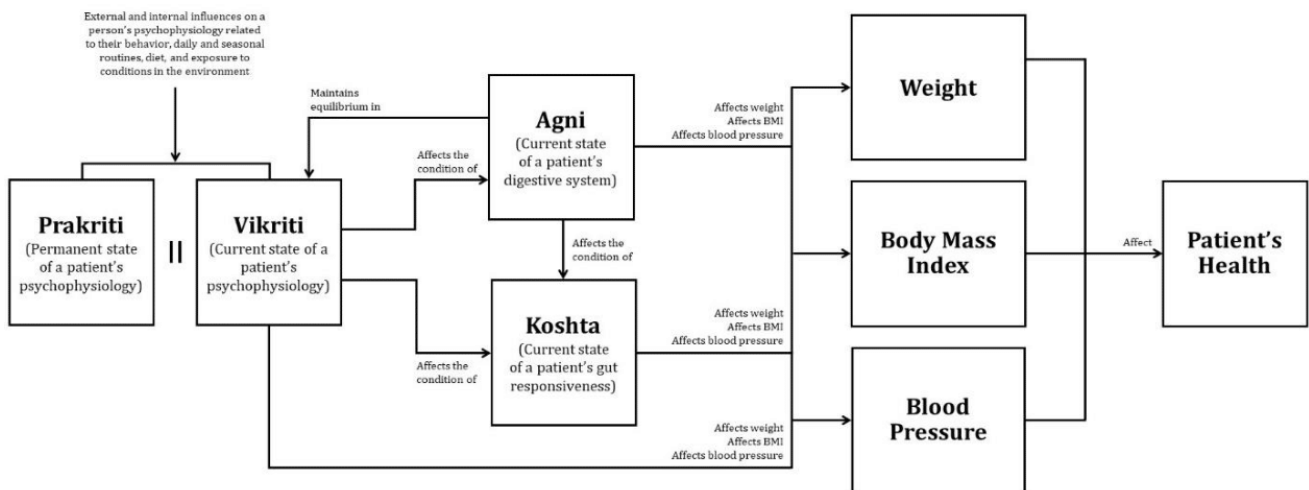 External and internal influences on a
person's psychophysiology related
to their behavior, daily and seasonal
routines, diet, and exposure to
conditions in the environment
Prakriti
(Permanent state
of a patient's
psychophysiology)
||
Vikriti
(Current state of a
patient's
psychophysiology)
Maintains
equilibrium in
Affects the
condition of
Affects the
condition of
Agni
(Current state
of a patient's
digestive system)
Affects the
condition of
Koshta
(Current state
of a patient's gut
responsiveness)
Affects weight
Affects BMI
Affects blood pressure
Affects weight
Affects BMI
Affects blood pressure
Affects weight
Affects BMI
Affects blood pressure
Weight
Body Mass
Index
Blood
Pressure
Affect
Patient's
Health